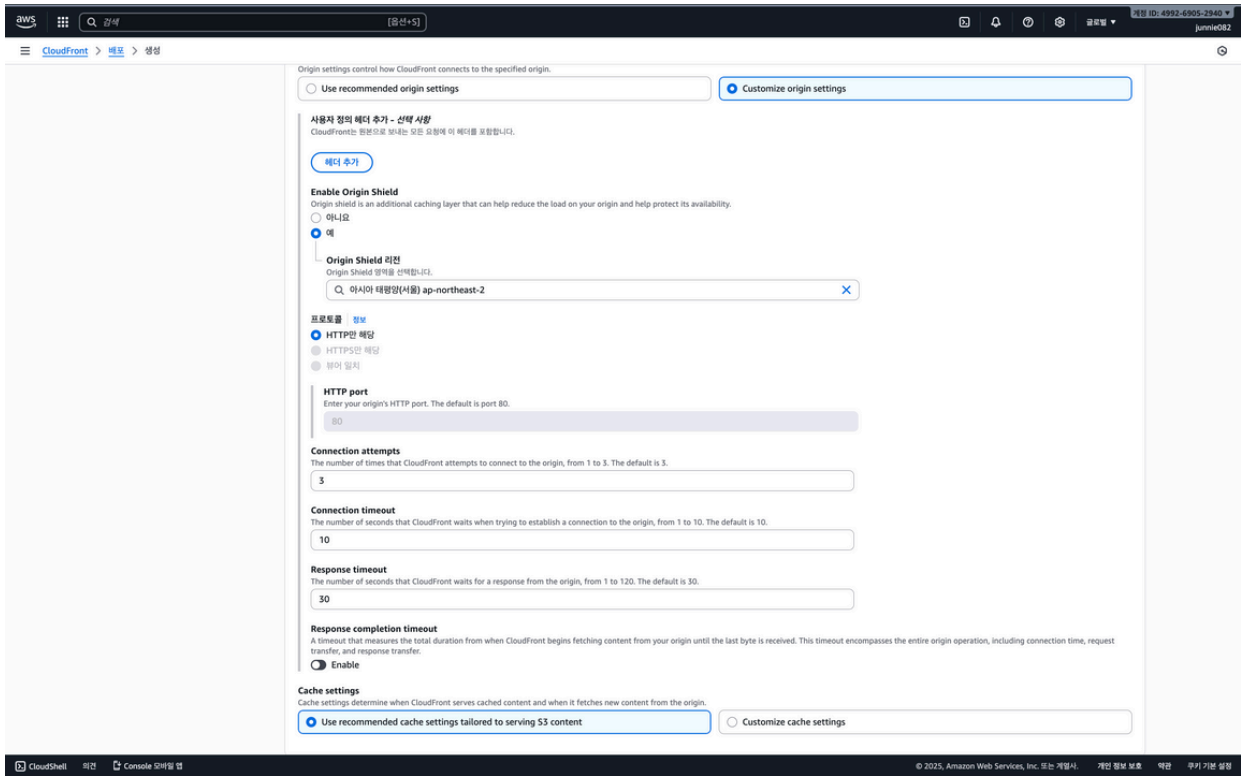 aws
검색
[옵션+S]
글로벌 ▼
계정 ID: 4992-6905-2940 ▼
junnie082
CloudFront > 배포 > 생성
Origin settings control how CloudFront connects to the specified origin.
Use recommended origin settings
Customize origin settings
사용자 정의 헤더 추가 - 선택 사항
CloudFront는 원본으로 보내는 모든 요청에 이 헤더를 포함합니다.
헤더 추가
Enable Origin Shield
Origin shield is an additional caching layer that can help reduce the load on your origin and help protect its availability.
아니요
예
Origin Shield 리전
Origin Shield 영역을 선택합니다.
아시아 태평양(서울) ap-northeast-2
프로토콜 정보
HTTP만 해당
HTTPS만 해당
뷰어 일치
HTTP port
Enter your origin's HTTP port. The default is port 80.
80
Connection attempts
The number of times that CloudFront attempts to connect to the origin, from 1 to 3. The default is 3.
3
Connection timeout
The number of seconds that CloudFront waits when trying to establish a connection to the origin, from 1 to 10. The default is 10.
10
Response timeout
The number of seconds that CloudFront waits for a response from the origin, from 1 to 120. The default is 30.
30
Response completion timeout
A timeout that measures the total duration from when CloudFront begins fetching content from your origin until the last byte is received. This timeout encompasses the entire origin operation, including connection time, request
transfer, and response transfer.
Enable
Cache settings
Cache settings determine when CloudFront serves cached content and when it fetches new content from the origin.
Use recommended cache settings tailored to serving S3 content
Customize cache settings
CloudShell 의견 Console 모바일 앱
© 2025, Amazon Web Services, Inc. 또는 계열사. 개인 정보 보호 약관 쿠키 기본 설정